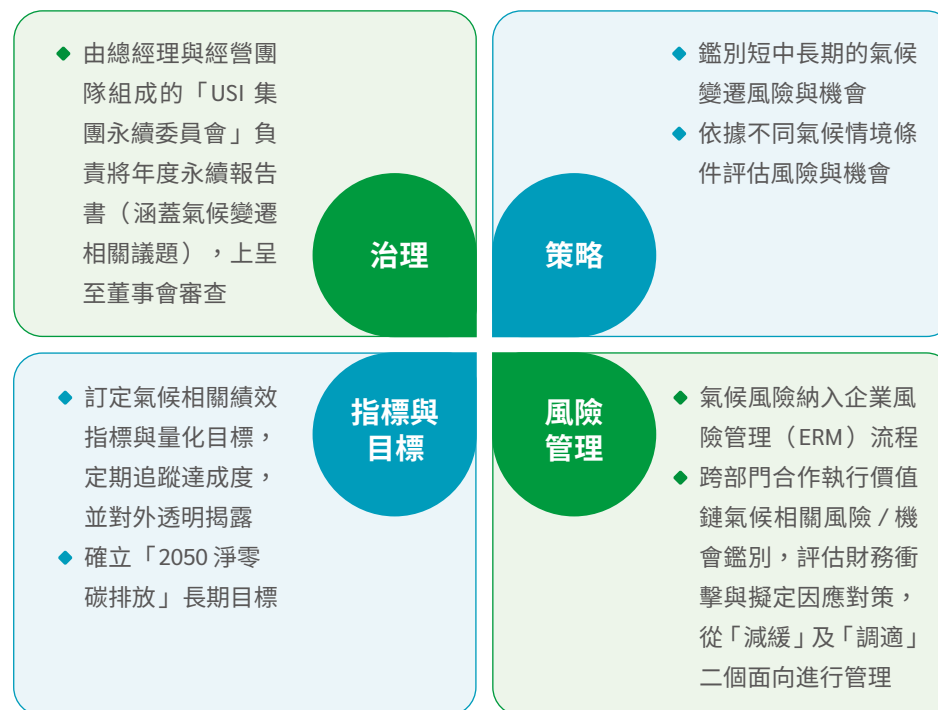 ◆ 由總經理與經營團
隊組成的「USI 集
團永續委員會」負
責將年度永續報告
書（涵蓋氣候變遷
相關議題），上呈
至董事會審查
治理
策略
◆ 鑑別短中長期的氣候
變遷風險與機會
◆ 依據不同氣候情境條
件評估風險與機會
◆ 訂定氣候相關績效
指標與量化目標，
定期追蹤達成度，
並對外透明揭露
◆ 確立「2050 淨零
碳排放」長期目標
指標與
目標
風險
管理
◆ 氣候風險納入企業風
險管理（ERM）流程
◆ 跨部門合作執行價值
鏈氣候相關風險 / 機
會鑑別，評估財務衝
擊與擬定因應對策，
從「減緩」及「調適」
二個面向進行管理